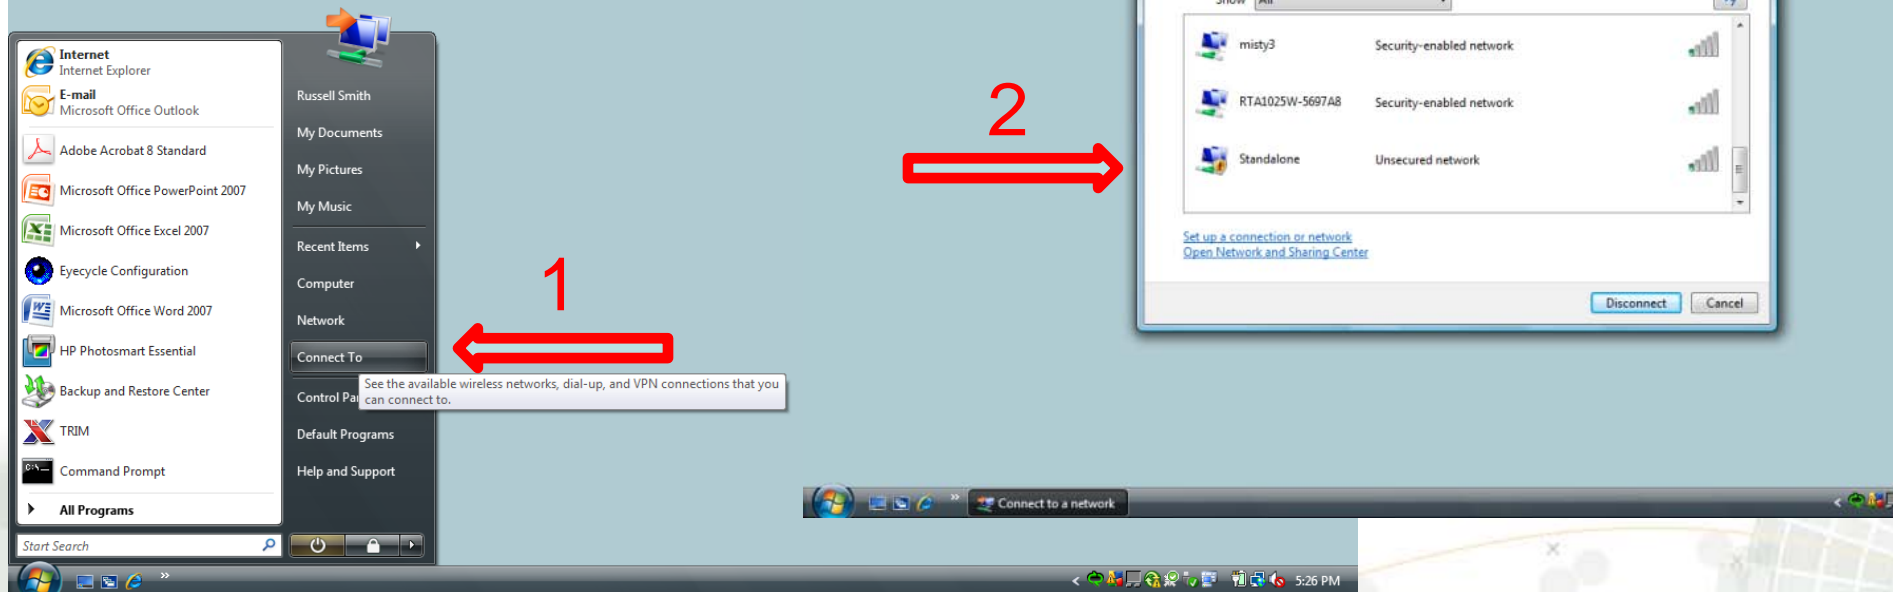 Internet
Internet Explorer
E-mail
Microsoft Office Outlook
Adobe Acrobat 8 Standard
Microsoft Office PowerPoint 2007
Microsoft Office Excel 2007
Eyecycle Configuration
Microsoft Office Word 2007
HP Photosmart Essential
Backup and Restore Center
TRIM
Command Prompt
All Programs
Start Search
Russell Smith
My Documents
My Pictures
My Music
Recent Items
Computer
Network
Connect To
See the available wireless networks, dial-up, and VPN connections that you
can connect to.
Control Pa
Default Programs
Help and Support
1
5:26 PM
2
Show All
misty3 Security-enabled network
RTA1025W-5697A8 Security-enabled network
Standalone Unsecured network
Set up a connection or network
Open Network and Sharing Center
Disconnect Cancel
Connect to a network